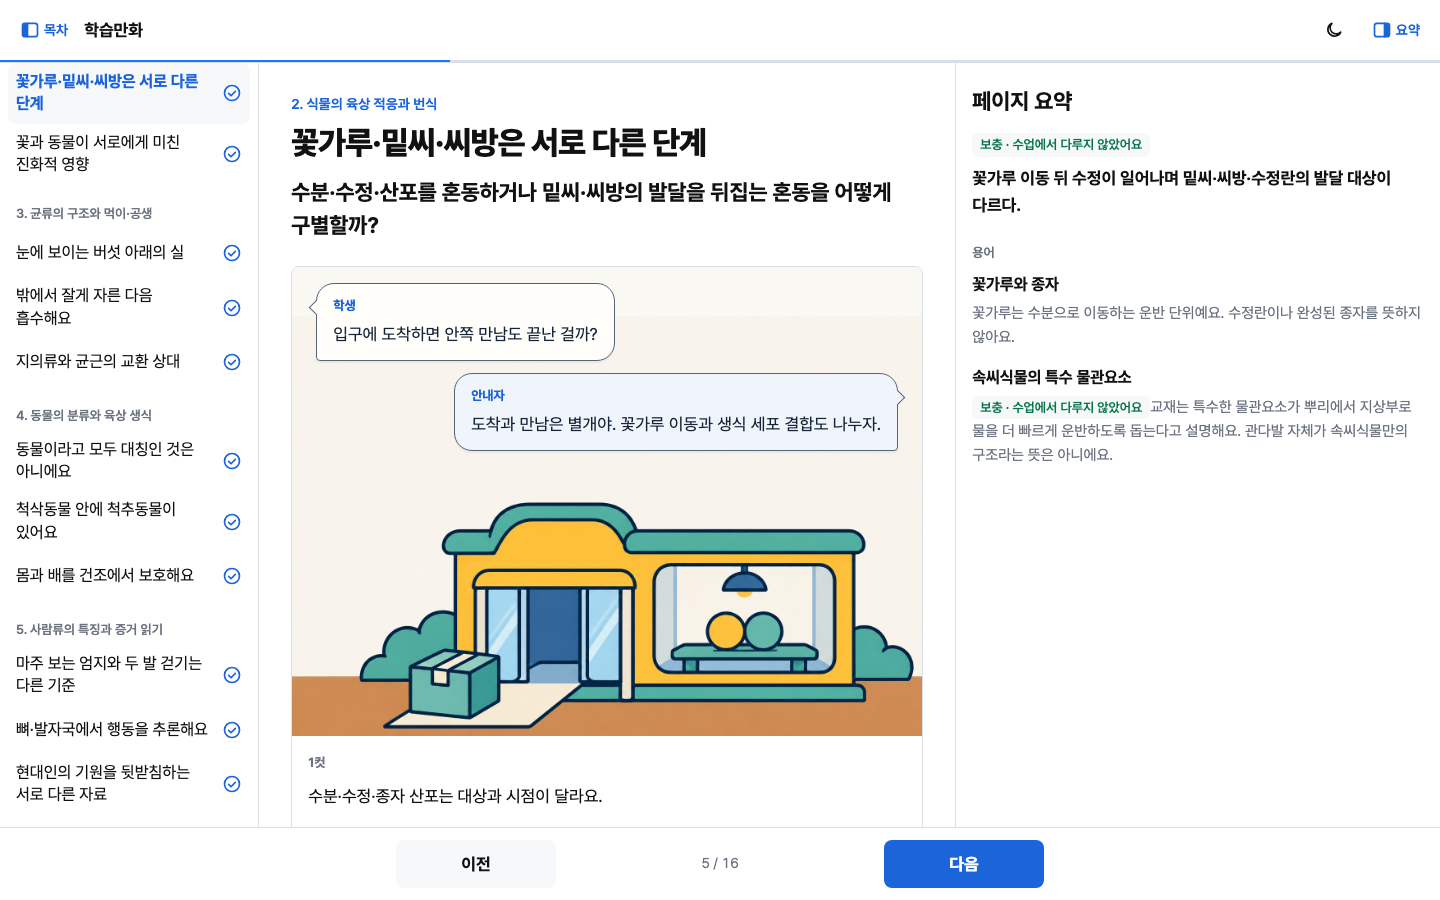 목차
학습만화
요약
꽃가루·밑씨·씨방은 서로 다른
단계
꽃과 동물이 서로에게 미친
진화적 영향
3. 균류의 구조와 먹이·공생
눈에 보이는 버섯 아래의 실
밖에서 잘게 자른 다음
흡수해요
지의류와 균근의 교환 상대
4. 동물의 분류와 육상 생식
동물이라고 모두 대칭인 것은
아니에요
척삭동물 안에 척추동물이
있어요
몸과 배를 건조에서 보호해요
5. 사람류의 특징과 증거 읽기
마주 보는 엄지와 두 발 걷기는
다른 기준
뼈·발자국에서 행동을 추론해요
현대인의 기원을 뒷받침하는
서로 다른 자료
2. 식물의 육상 적응과 번식
꽃가루·밑씨·씨방은 서로 다른 단계
수분·수정·산포를 혼동하거나 밑씨·씨방의 발달을 뒤집는 혼동을 어떻게
구별할까?
학생
입구에 도착하면 안쪽 만남도 끝난 걸까?
안내자
도착과 만남은 별개야. 꽃가루 이동과 생식 세포 결합도 나누자.
1컷
수분·수정·종자 산포는 대상과 시점이 달라요.
페이지 요약
보충 · 수업에서 다루지 않았어요
꽃가루 이동 뒤 수정이 일어나며 밑씨·씨방·수정란의 발달 대상이
다르다.
용어
꽃가루와 종자
꽃가루는 수분으로 이동하는 운반 단위예요. 수정란이나 완성된 종자를 뜻하지
않아요.
속씨식물의 특수 물관요소
보충 · 수업에서 다루지 않았어요 교재는 특수한 물관요소가 뿌리에서 지상부로
물을 더 빠르게 운반하도록 돕는다고 설명해요. 관다발 자체가 속씨식물만의
구조라는 뜻은 아니에요.
이전
5 / 16
다음